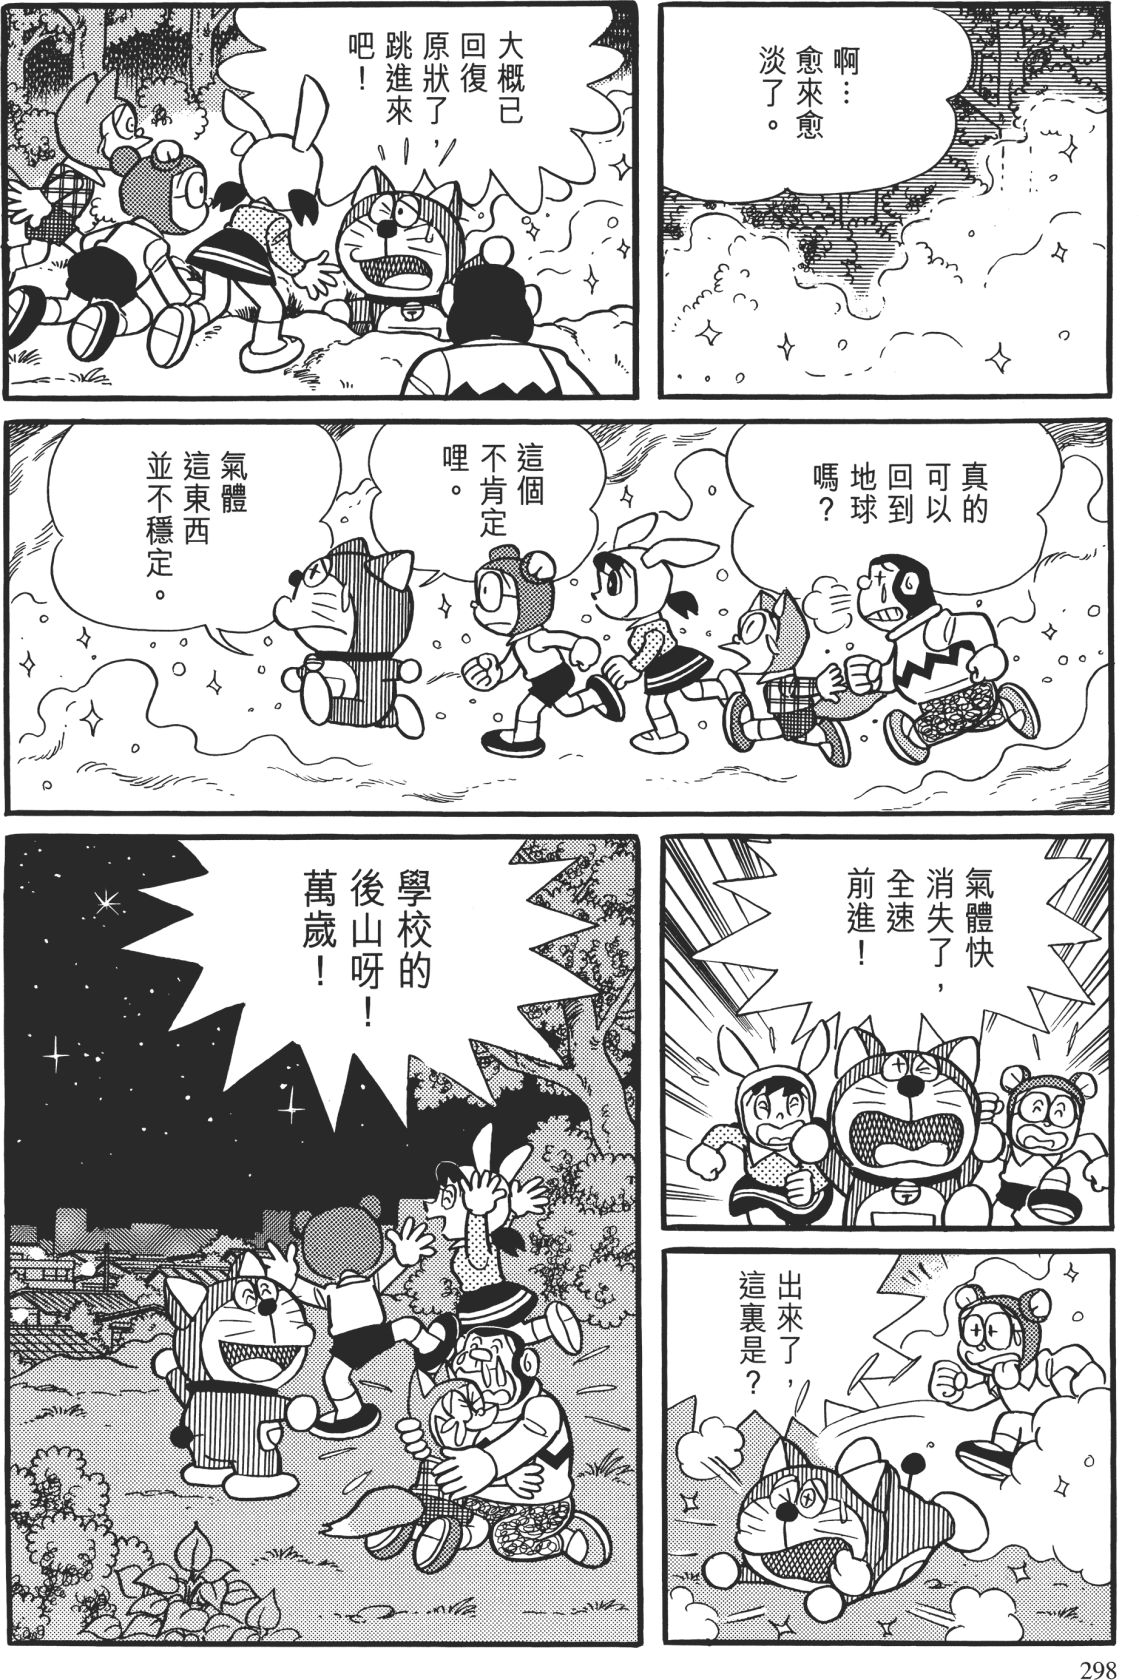 啊…
愈來愈
淡了。
大概已
回復
原狀了，
跳進來
吧！
真的
可以
回到
地球
嗎？
這個
不肯定
哩。
氣體
這東西
並不穩定。
氣體快
消失了，
全速
前進！
出來了，
這裏是？
學校的
後山呀！
萬歲！
298